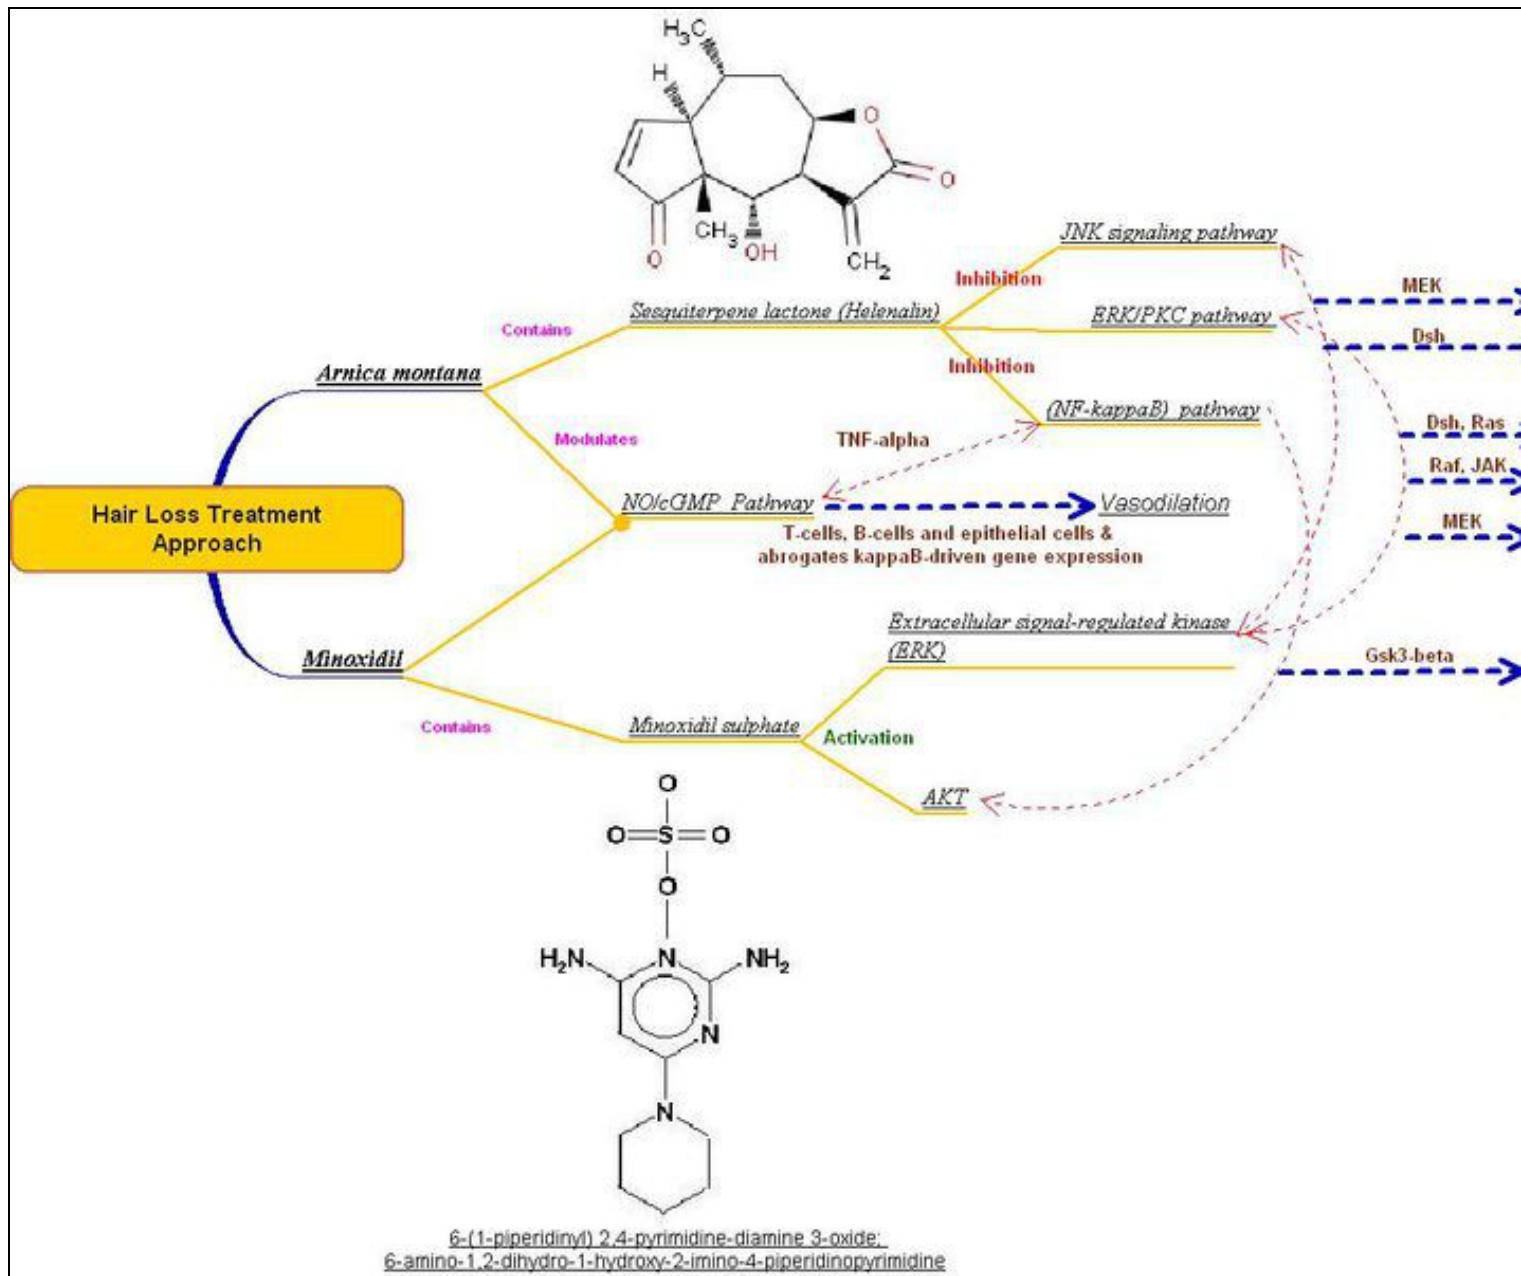 H₃C
H
O
O
CH₃
OH
CH₂
O
JNK signaling pathway
Inhibition
MEK
Sesquiterpene lactone (Helenalin)
ERK/PKC pathway
Contains
Dsh
Arnica montana
Inhibition
(NF-kappaB) pathway
Modulates
TNF-alpha
Dsh, Ras
Raf, JAK
NO/cGMP Pathway
Vasodilation
Hair Loss Treatment
Approach
T-cells, B-cells and epithelial cells &
abrogates kappaB-driven gene expression
MEK
Extracellular signal-regulated kinase
(ERK)
Minoxidil
Gsk3-beta
Contains
Minoxidil sulphate
Activation
AKT
O
O=S=O
O
H₂N
N
NH₂
N
N
6-(1-piperidinyl) 2,4-pyrimidine-diamine 3-oxide;
6-amino-1,2-dihydro-1-hydroxy-2-imino-4-piperidinopyrimidine